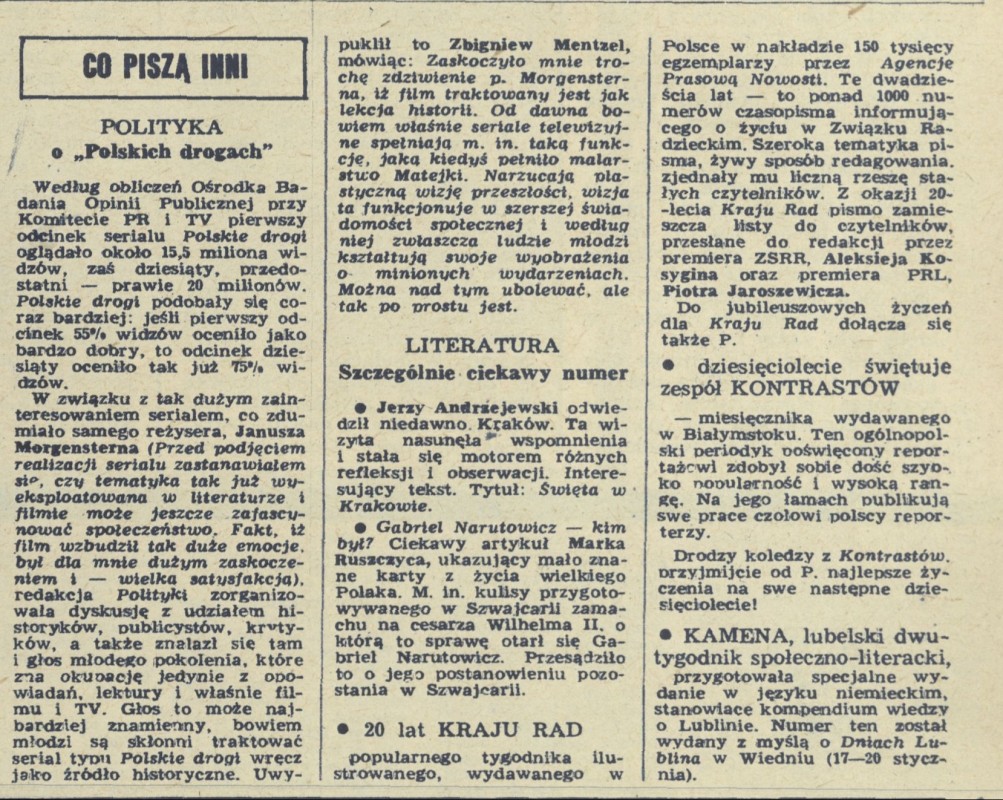 CO PISZĄ INNI
POLITYKA
o „Polskich drogach”
Według obliczeń Ośrodka Ba-
dania Opinii Publicznej przy
Komitecie PR i TV pierwszy
odcinek serialu Polskie drogi
oglądało około 15,5 miliona wi-
dzów, zaś dziesiąty, przedo-
statni — prawie 20 milionów.
Polskie drogi podobały się co-
raz bardziej: jeśli pierwszy od-
cinek 55% widzów oceniło jako
bardzo dobry, to odcinek dzie-
siąty oceniło tak już 75% wi-
dzów.
W związku z tak dużym zain-
teresowaniem serialem, co zdu-
miało samego reżysera, Janusza
Morgensterna (Przed podjęciem
realizacji serialu zastanawiałem
się, czy tematyka tak już wy-
eksploatowana w literaturze i
filmie może jeszcze zafascy-
nować społeczeństwo. Fakt, iż
film wzbudził tak duże emocje,
był dla mnie dużym zaskocze-
niem i — wielka satysfakcja),
redakcja Polityki zorganizo-
wała dyskusję z udziałem hi-
storyków, publicystów, kryty-
ków, a także znalazł się tam
i głos młodego pokolenia, które
zna okupację jedynie z opo-
wiadań, lektury i właśnie fil-
mu i TV. Głos to może naj-
bardziej znamienny, bowiem
młodzi są skłonni traktować
serial typu Polskie drogi wręcz
jako źródło historyczne. Uwy-
puklił to Zbigniew Mentzel,
mówiąc: Zaskoczyło mnie tro-
chę zdziwienie p. Morgenster-
na, iż film traktowany jest jak
lekcja historii. Od dawna bo-
wiem właśnie seriale telewizyj-
ne spełniają m. in. taką funk-
cję, jaką kiedyś pełniło malar-
stwo Matejki. Narzucają pla-
styczną wizję przeszłości, wizja
ta funkcjonuje w szerszej świa-
domości społecznej i według
niej zwłaszcza ludzie młodzi
kształtują swoje wyobrażenia
o minionych wydarzeniach.
Można nad tym ubolewać, ale
tak po prostu jest.
LITERATURA
Szczególnie ciekawy numer
● Jerzy Andrzejewski odwie-
dził niedawno Kraków. Ta wi-
zyta nasunęła wspomnienia
i stała się motorem różnych
refleksji i obserwacji. Intere-
sujący tekst. Tytuł: Święta w
Krakowie.
● Gabriel Narutowicz — kim
był? Ciekawy artykuł Marka
Ruszczyca, ukazujący mało zna-
ne karty z życia wielkiego
Polaka. M. in. kulisy przygoto-
wywanego w Szwajcarii zama-
chu na cesarza Wilhelma II, o
którą to sprawę otarł się Ga-
briel Narutowicz. Przesądziło
to o jego postanowieniu pozo-
stania w Szwajcarii.
● 20 lat KRAJU RAD
popularnego tygodnika ilu-
strowanego, wydawanego w
Polsce w nakładzie 150 tysięcy
egzemplarzy przez Agencję
Prasową Nowosti. Te dwadzie-
ścia lat — to ponad 1000 nu-
merów czasopisma informują-
cego o życiu w Związku Ra-
dzieckim. Szeroka tematyka pi-
sma, żywy sposób redagowania,
zjednały mu liczną rzeszę sta-
łych czytelników. Z okazji 20-
-lecia Kraju Rad pismo zamie-
szcza listy do czytelników,
przesłane do redakcji przez
premiera ZSRR, Aleksieja Ko-
sygina oraz premiera PRL,
Piotra Jaroszewicza.
Do jubileuszowych życzeń
dla Kraju Rad dołącza się
także P.
● dziesięciolecie świętuje
zespół KONTRASTÓW
— miesięcznika wydawanego
w Białymstoku. Ten ogólnopol-
ski periodyk poświęcony repor-
tażowi zdobył sobie dość szyb-
ko popularność i wysoką ran-
gę. Na jego łamach publikują
swe prace czołowi polscy repor-
terzy.
Drodzy koledzy z Kontrastów,
przyjmijcie od P. najlepsze ży-
czenia na swe następne dzie-
sięciolecie!
● KAMENA, lubelski dwu-
tygodnik społeczno-literacki,
przygotowała specjalne wy-
danie w języku niemieckim,
stanowiące kompendium wiedzy
o Lublinie. Numer ten został
wydany z myślą o Dniach Lu-
blina w Wiedniu (17—20 stycz-
nia).